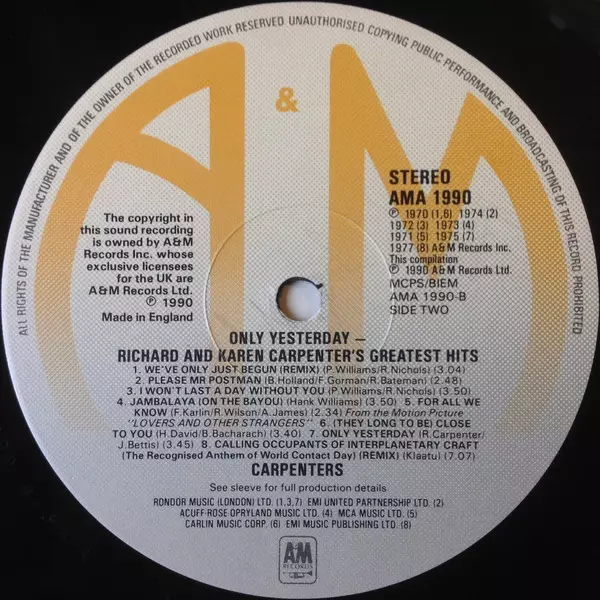 ALL RIGHTS OF THE MANUFACTURER AND OF THE OWNER OF THE RECORDED WORK RESERVED UNAUTHORISED COPYING PUBLIC PERFORMANCE AND BROADCASTING OF THIS RECORD PROHIBITED
A & M
The copyright in
this sound recording
is owned by A&M
Records Inc. whose
exclusive licensees
for the UK are
A&M Records Ltd.
℗ 1990
Made in England
STEREO
AMA 1990
℗ 1970 (1,6) 1974 (2)
1972 (3) 1973 (4)
1971 (5) 1975 (7)
1977 (8) A&M Records Inc.
This compilation
℗ 1990 A&M Records Ltd.
MCPS/BIEM
AMA 1990-B
SIDE TWO
ONLY YESTERDAY –
RICHARD AND KAREN CARPENTER'S GREATEST HITS
1. WE'VE ONLY JUST BEGUN (REMIX) (P.Williams/R.Nichols) (3.04)
2. PLEASE MR POSTMAN (B.Holland/F.Gorman/R.Bateman) (2.48)
3. I WON'T LAST A DAY WITHOUT YOU (P.Williams/R.Nichols) (3.50)
4. JAMBALAYA (ON THE BAYOU) (Hank Williams) (3.50) 5. FOR ALL WE
KNOW (F.Karlin/R.Wilson/A.James) (2.34) From the Motion Picture
"LOVERS AND OTHER STRANGERS" 6. (THEY LONG TO BE) CLOSE
TO YOU (H.David/B.Bacharach) (3.40) 7. ONLY YESTERDAY (R.Carpenter/
J.Bettis) (3.45) 8. CALLING OCCUPANTS OF INTERPLANETARY CRAFT
(The Recognised Anthem of World Contact Day) (REMIX) (Klaatu) (7.07)
CARPENTERS
See sleeve for full production details
RONDOR MUSIC (LONDON) LTD. (1,3,7) EMI UNITED PARTNERSHIP LTD. (2)
ACUFF-ROSE-OPRYLAND MUSIC LTD. (4) MCA MUSIC LTD. (5)
CARLIN MUSIC CORP. (6) EMI MUSIC PUBLISHING LTD. (8)
A&M
RECORDS